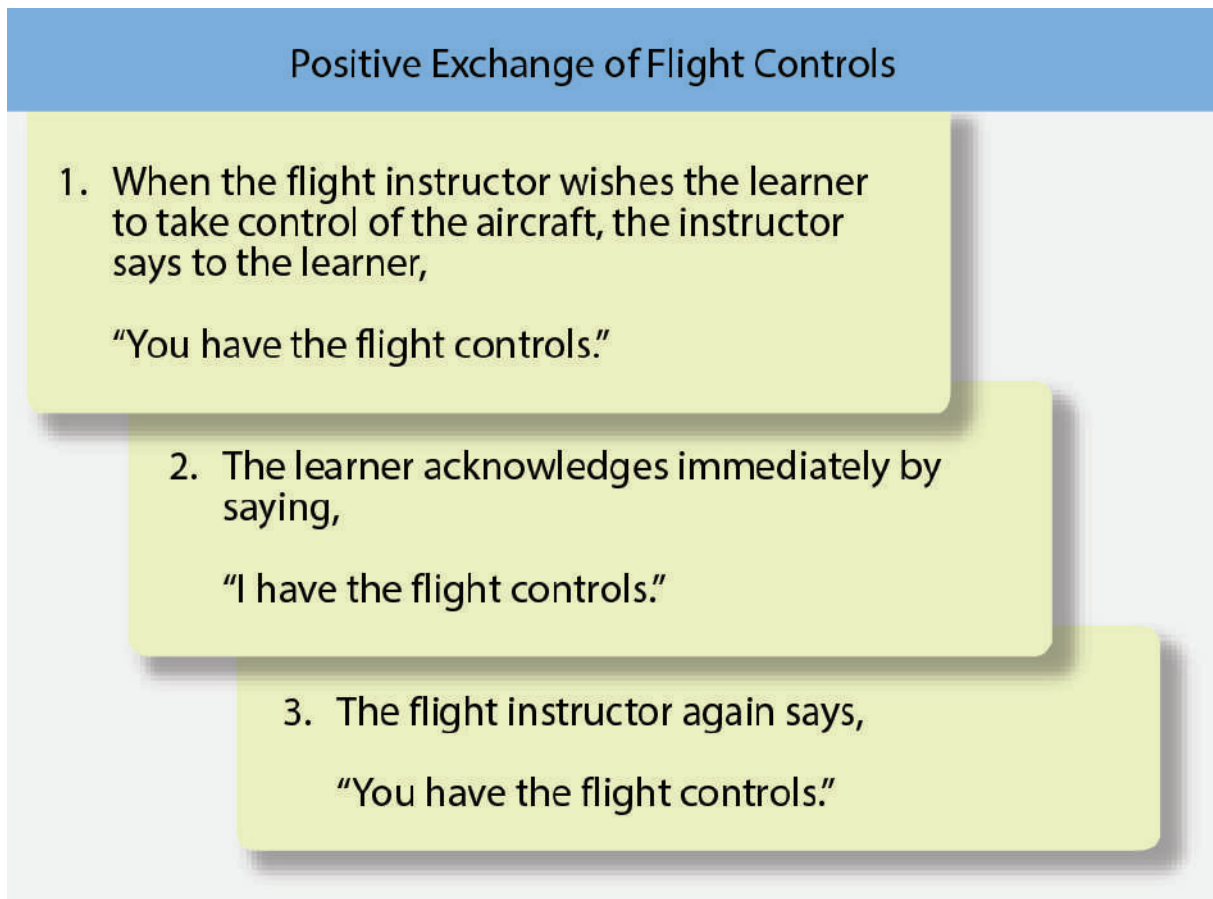 Positive Exchange of Flight Controls
1. When the flight instructor wishes the learner
to take control of the aircraft, the instructor
says to the learner,
“You have the flight controls.”
2. The learner acknowledges immediately by
saying,
“I have the flight controls.”
3. The flight instructor again says,
“You have the flight controls.”